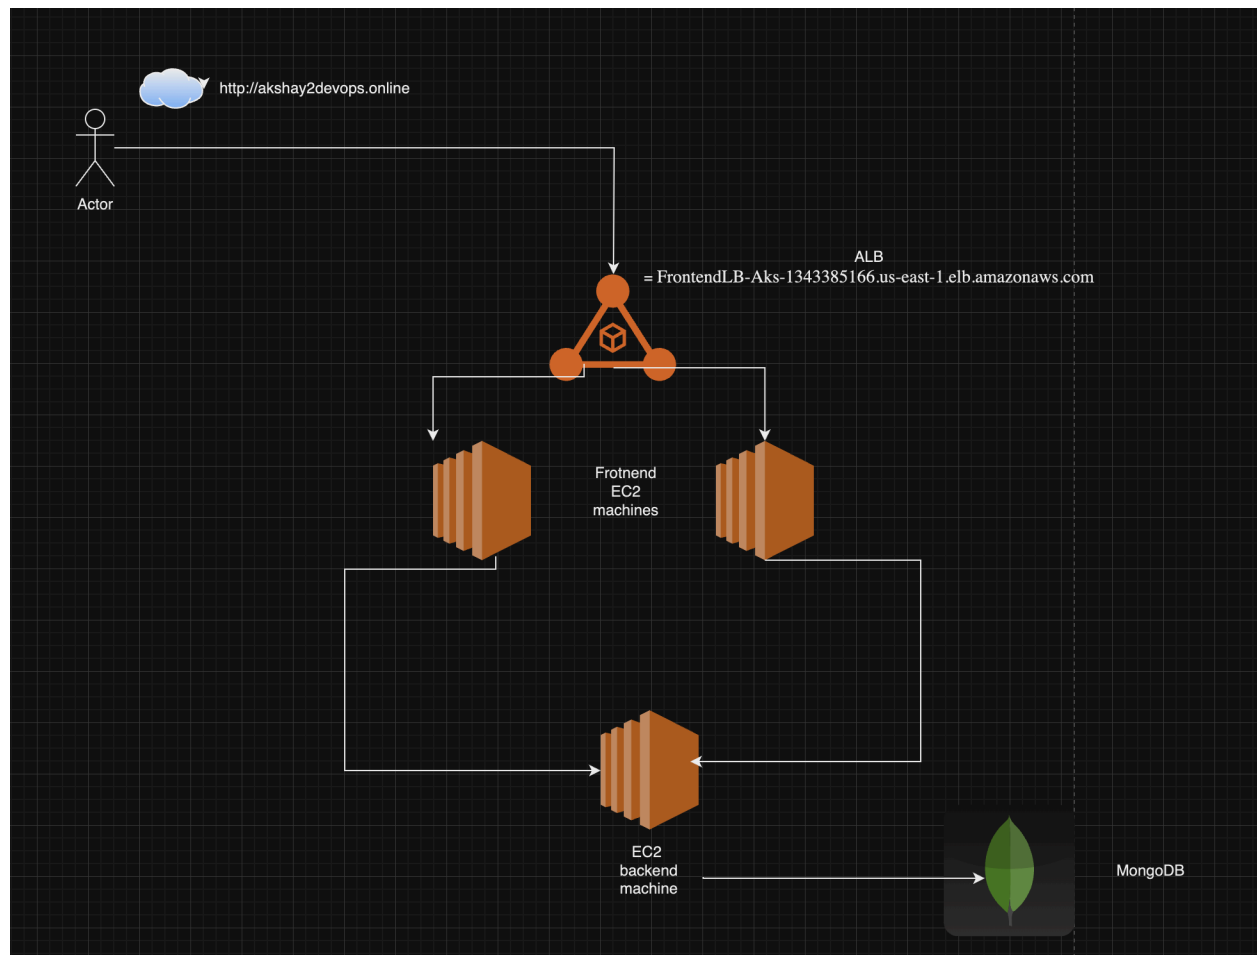 http://akshay2devops.online
Actor
ALB
= FrontendLB-Aks-1343385166.us-east-1.elb.amazonaws.com
Frotnend
EC2
machines
EC2
backend
machine
MongoDB